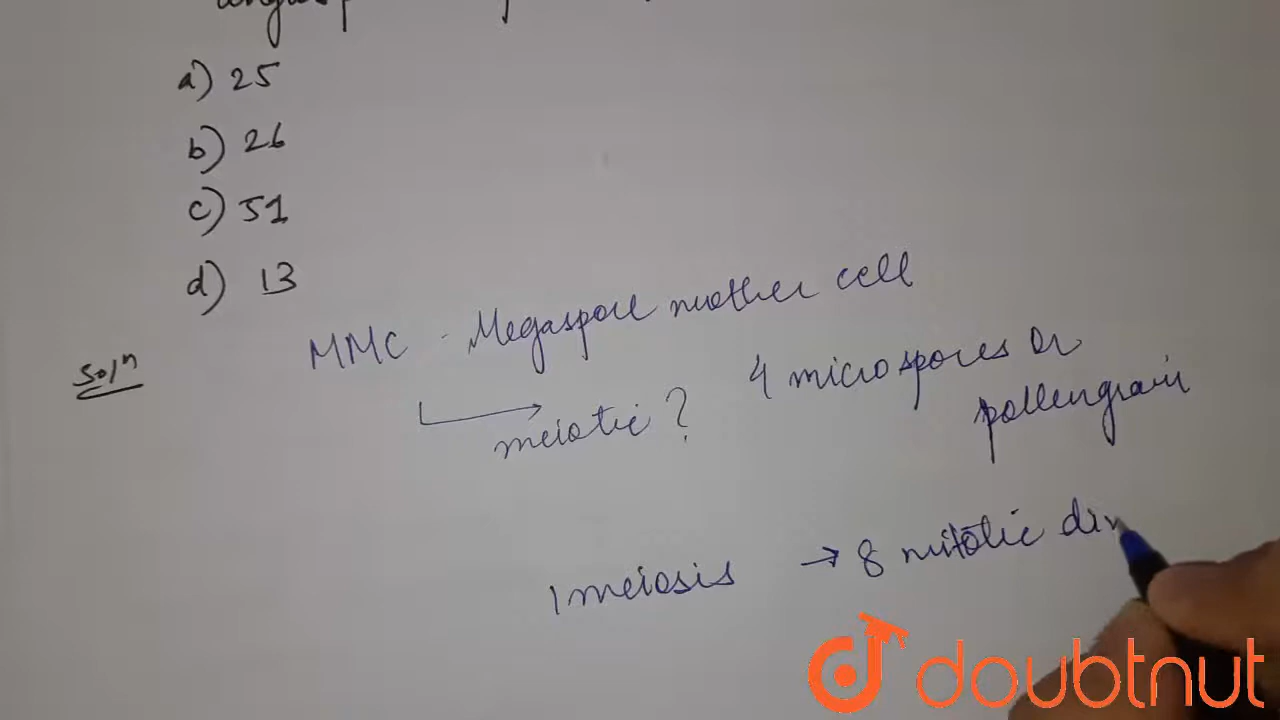 a) 25
b) 26
c) 51
d) 13
Soln
MMC - Megaspore mother cell
meiotic ?
4 microspores or
pollengrain
1 meiosis → 8 mitotic div
doubtnut